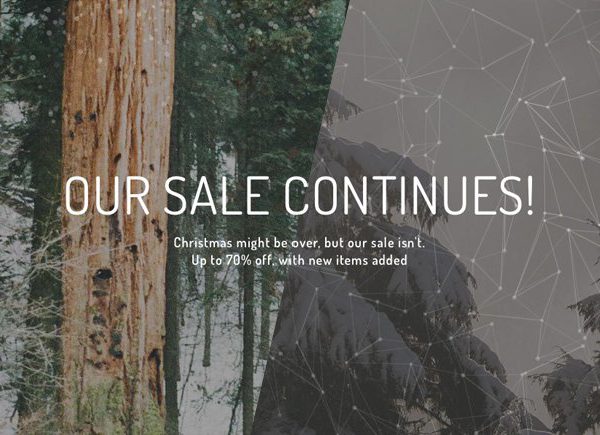 OUR SALE CONTINUES!
Christmas might be over, but our sale isn't.
Up to 70% off, with new items added